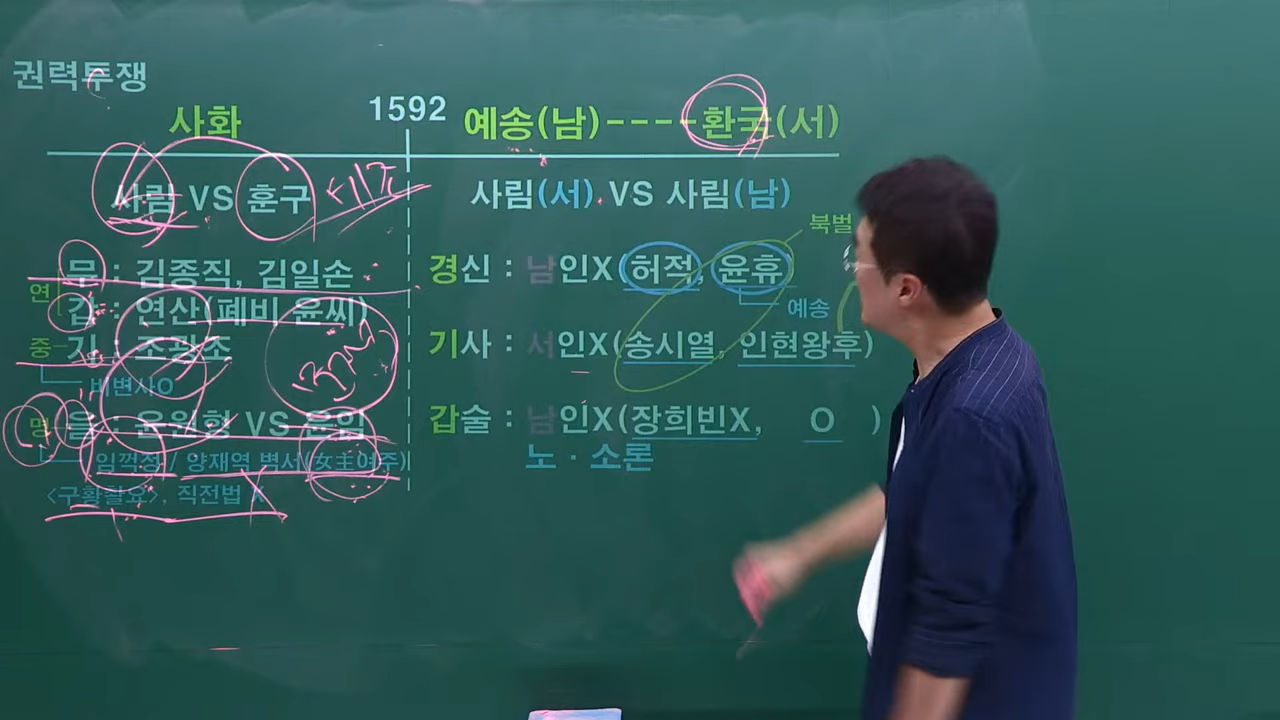 권력투쟁
사화 1592 예송(남)----환국(서)
사림 VS 훈구 사림(서) VS 사림(남)
북벌
무 : 김종직, 김일손 경신 : 남인X(허적, 윤휴
연
갑 : 연산(폐비 윤씨) 예송
중 기 : 조광조 기사 : 서인X(송시열, 인현왕후)
비변사O
명 을 : 윤원형 VS 윤임 갑술 : 남인X(장희빈X, O )
임꺽정 / 양재역 벽서(女主여주) 노·소론
<구황촬요>, 직전법 X